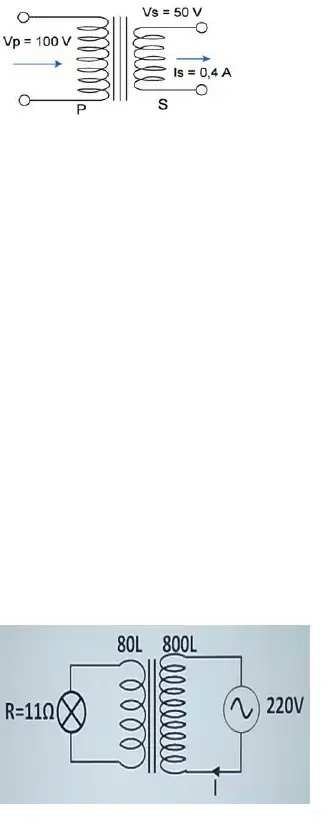 Vs = 50 V
Vp = 100 V
Is = 0,4 A
P
S
80L 800L
R=11Ω
220V
I